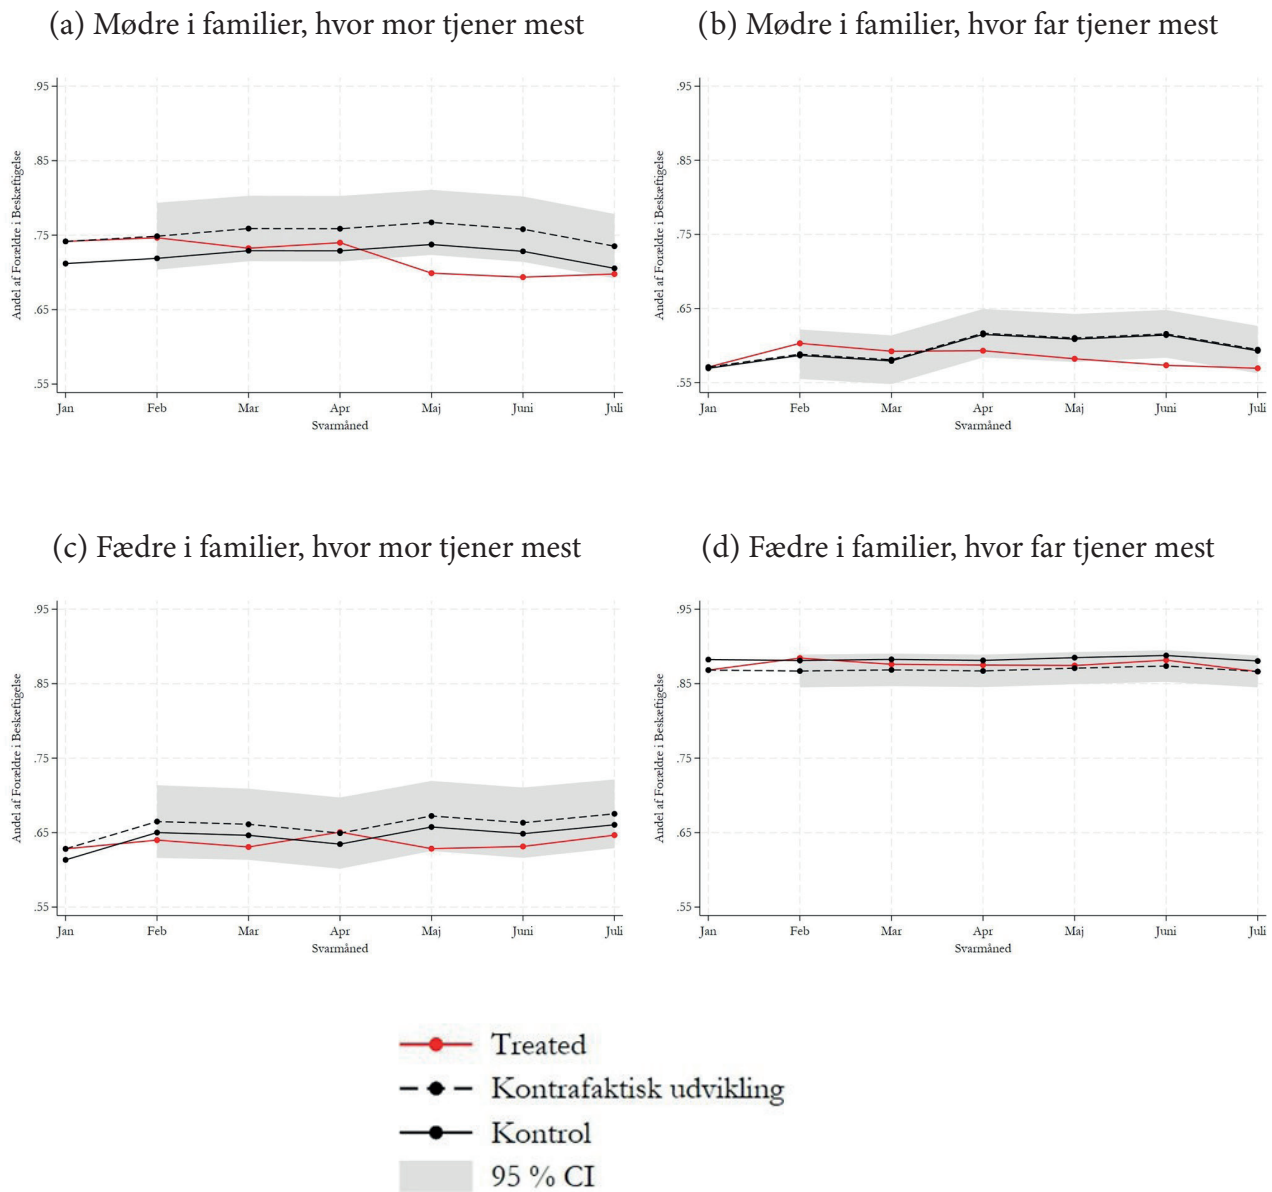 (a) Mødre i familier, hvor mor tjener mest
.95
.85
.75
.65
.55
Andel af Forældre i Beskæftigelse
Jan Feb Mar Apr Maj Juni Juli
Svarmåned
(b) Mødre i familier, hvor far tjener mest
.95
.85
.75
.65
.55
Andel af Forældre i Beskæftigelse
Jan Feb Mar Apr Maj Juni Juli
Svarmåned
(c) Fædre i familier, hvor mor tjener mest
.95
.85
.75
.65
.55
Andel af Forældre i Beskæftigelse
Jan Feb Mar Apr Maj Juni Juli
Svarmåned
(d) Fædre i familier, hvor far tjener mest
.95
.85
.75
.65
.55
Andel af Forældre i Beskæftigelse
Jan Feb Mar Apr Maj Juni Juli
Svarmåned
Treated
Kontrafaktisk udvikling
Kontrol
95 % CI